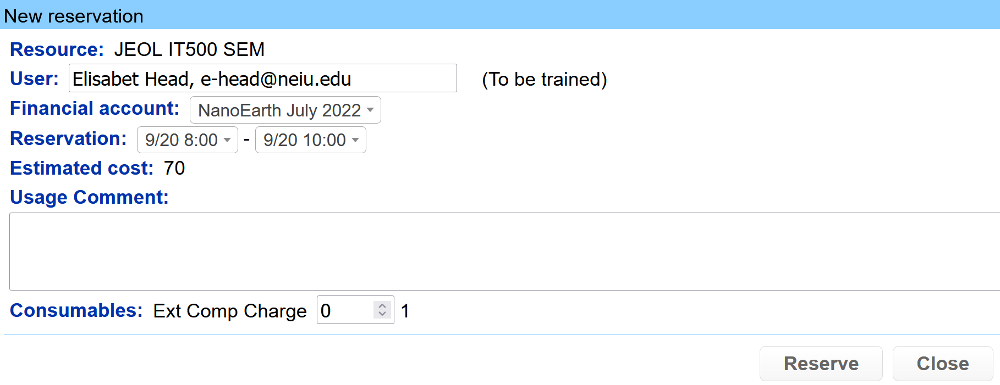 New reservation
Resource: JEOL IT500 SEM
User: Elisabet Head, e-head@neiu.edu (To be trained)
Financial account: NanoEarth July 2022
Reservation: 9/20 8:00 - 9/20 10:00
Estimated cost: 70
Usage Comment:
Consumables: Ext Comp Charge 0 1
Reserve Close